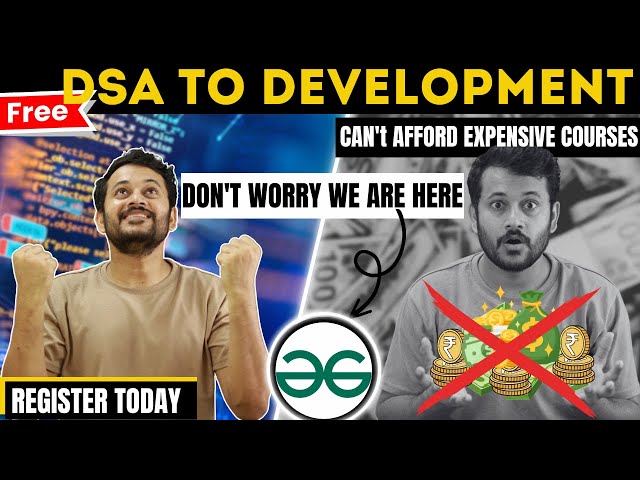 DSA TO DEVELOPMENT
Free
CAN't AFFORD EXPENSIVE COURSES
DON'T WORRY WE ARE HERE
REGISTER TODAY